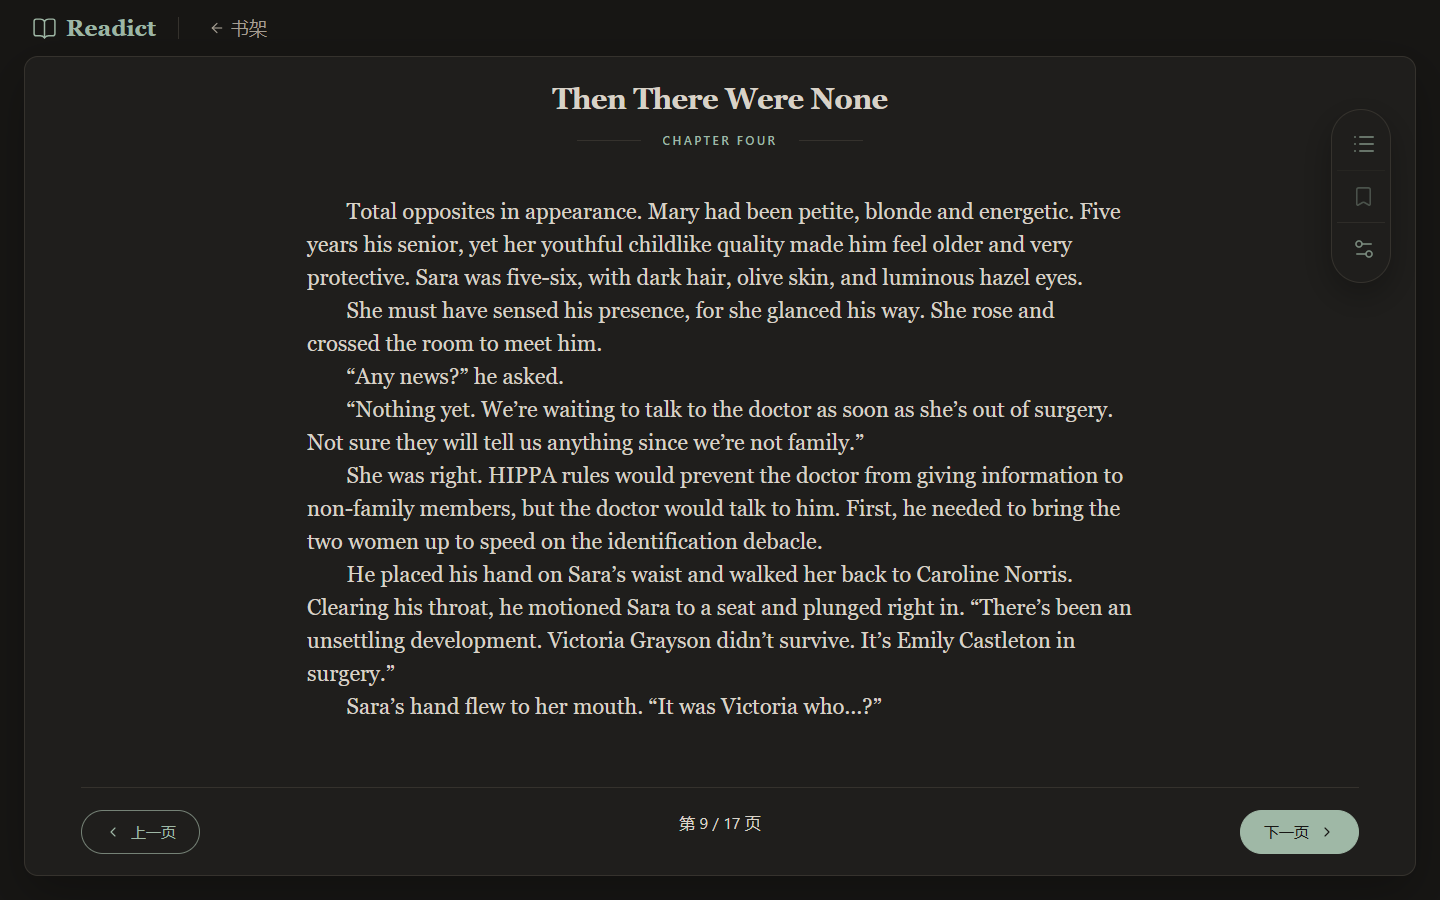 Readict
书架
Then There Were None
CHAPTER FOUR
Total opposites in appearance. Mary had been petite, blonde and energetic. Five
years his senior, yet her youthful childlike quality made him feel older and very
protective. Sara was five-six, with dark hair, olive skin, and luminous hazel eyes.
She must have sensed his presence, for she glanced his way. She rose and
crossed the room to meet him.
“Any news?” he asked.
“Nothing yet. We’re waiting to talk to the doctor as soon as she’s out of surgery.
Not sure they will tell us anything since we’re not family.”
She was right. HIPPA rules would prevent the doctor from giving information to
non-family members, but the doctor would talk to him. First, he needed to bring the
two women up to speed on the identification debacle.
He placed his hand on Sara’s waist and walked her back to Caroline Norris.
Clearing his throat, he motioned Sara to a seat and plunged right in. “There’s been an
unsettling development. Victoria Grayson didn’t survive. It’s Emily Castleton in
surgery.”
Sara’s hand flew to her mouth. “It was Victoria who…?”
上一页
第 9 / 17 页
下一页